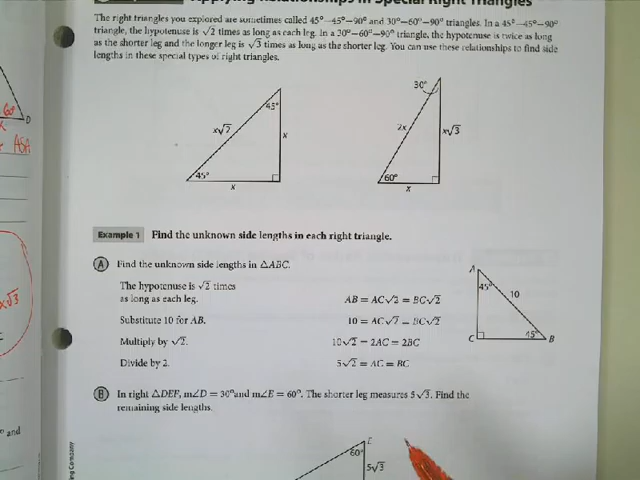 Applying Relationships in Special Right Triangles
The right triangles you explored are sometimes called 45°–45°–90° and 30°–60°–90° triangles. In a 45°–45°–90°
triangle, the hypotenuse is √2 times as long as each leg. In a 30°–60°–90° triangle, the hypotenuse is twice as long
as the shorter leg and the longer leg is √3 times as long as the shorter leg. You can use these relationships to find side
lengths in these special types of right triangles.
45°
x√2
x
45°
x
30°
2x
x√3
60°
x
Example 1 Find the unknown side lengths in each right triangle.
A Find the unknown side lengths in △ABC.
The hypotenuse is √2 times
as long as each leg.
AB = AC√2 = BC√2
Substitute 10 for AB.
10 = AC√2 = BC√2
Multiply by √2.
10√2 = 2AC = 2BC
Divide by 2.
5√2 = AC = BC
A
45°
10
C
45°
B
B In right △DEF, m∠D = 30° and m∠E = 60°. The shorter leg measures 5√3. Find the
remaining side lengths.
E
60°
5√3
60°
D
ASA
x√3
° and
ing Company